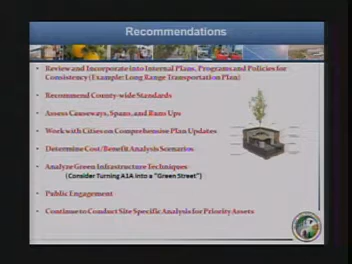 Recommendations
Review and Incorporate into Internal Plans, Programs and Policies for
Consistency (Example: Long Range Transportation Plan)
Recommend County-wide Standards
Assess Causeways, Spans, and Runs Ups
Work with Cities on Comprehensive Plan Updates
Determine Cost/Benefit Analysis Scenarios
Analyze Green Infrastructure Techniques
(Consider Turning A1A into a "Green Street")
Public Engagement
Continue to Conduct Site Specific Analysis for Priority Assets